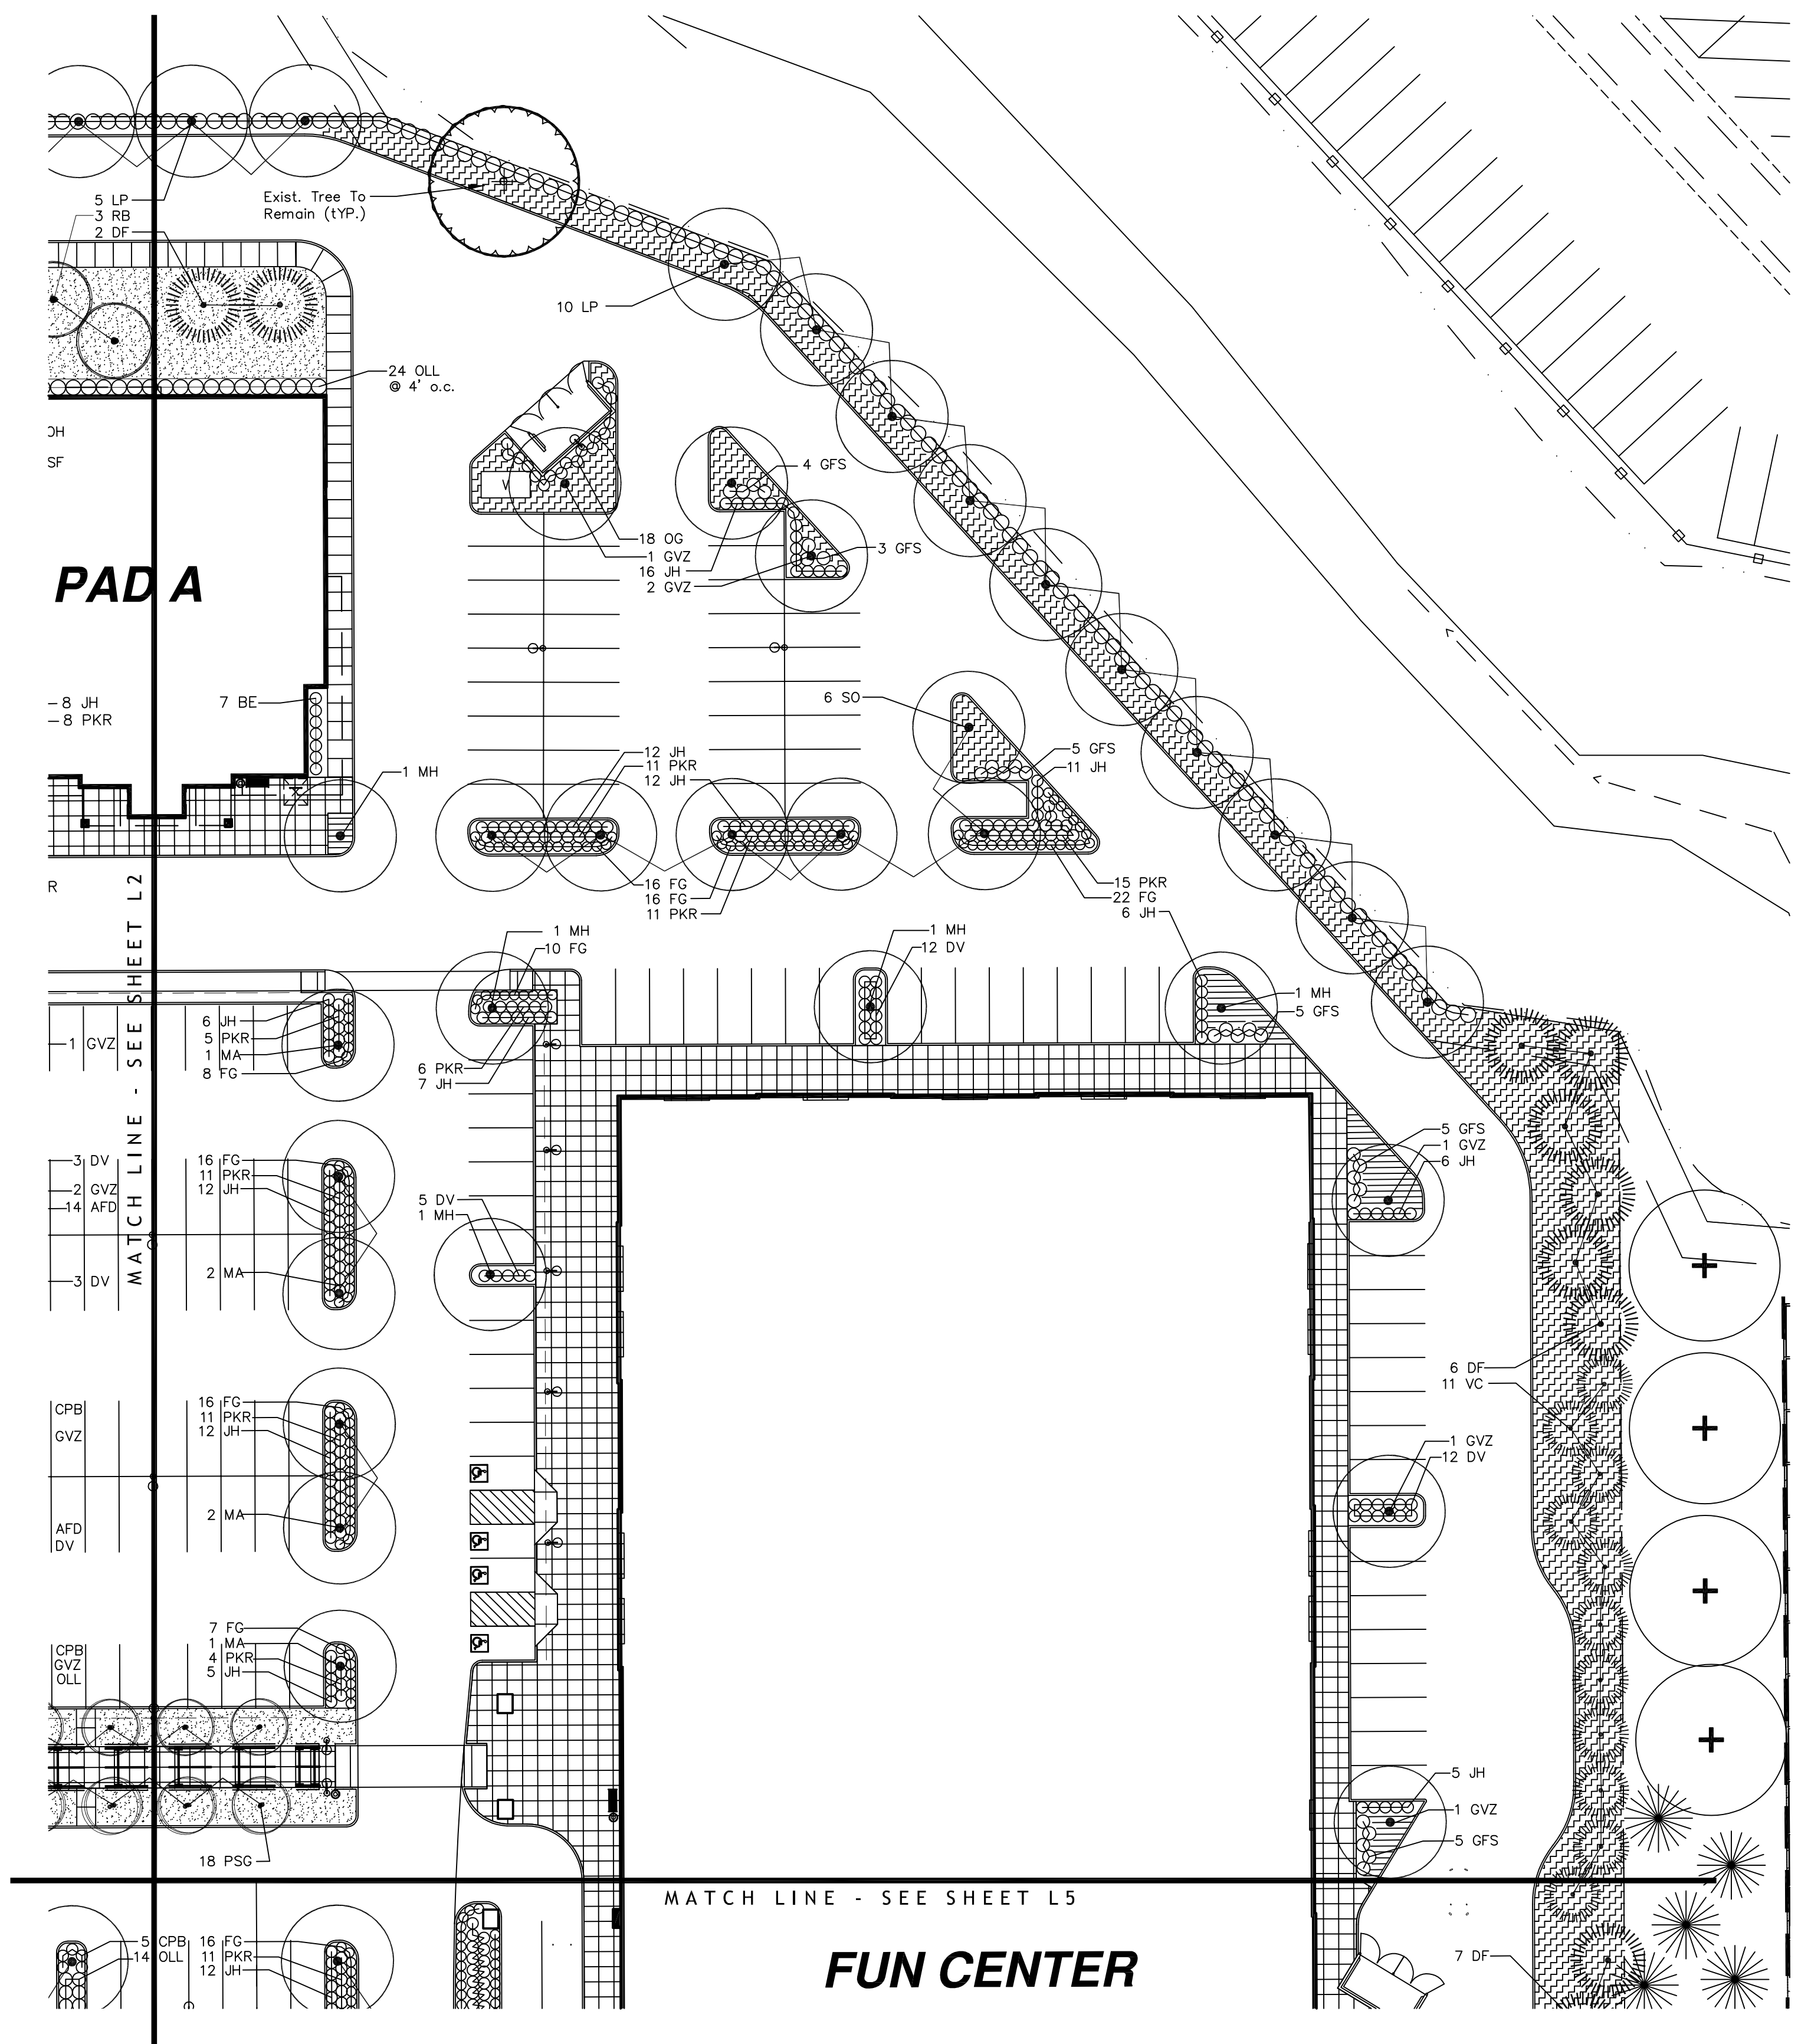 5 LP
3 RB
2 DF
Exist. Tree To
Remain (tYP.)
10 LP
24 OLL
@ 4' o.c.
OH
SF
4 GFS
18 OG
1 GVZ
16 JH
2 GVZ
3 GFS
V
PAD A
8 JH
8 PKR
7 BE
6 SO
12 JH
11 PKR
12 JH
5 GFS
11 JH
1 MH
R
16 FG
16 FG
11 PKR
15 PKR
22 FG
6 JH
MATCH LINE - SEE SHEET L2
1 MH
10 FG
1 MH
12 DV
1 MH
5 GFS
6 JH
5 PKR
1 MA
8 FG
1 GVZ
6 PKR
7 JH
3 DV
2 GVZ
14 AFD
3 DV
16 FG
11 PKR
12 JH
2 MA
5 DV
1 MH
5 GFS
1 GVZ
6 JH
6 DF
11 VC
CPB
GVZ
16 FG
11 PKR
12 JH
2 MA
AFD
DV
1 GVZ
12 DV
7 FG
1 MA
4 PKR
5 JH
CPB
GVZ
OLL
5 JH
1 GVZ
5 GFS
18 PSG
MATCH LINE - SEE SHEET L5
5 CPB
14 OLL
16 FG
11 PKR
12 JH
FUN CENTER
7 DF